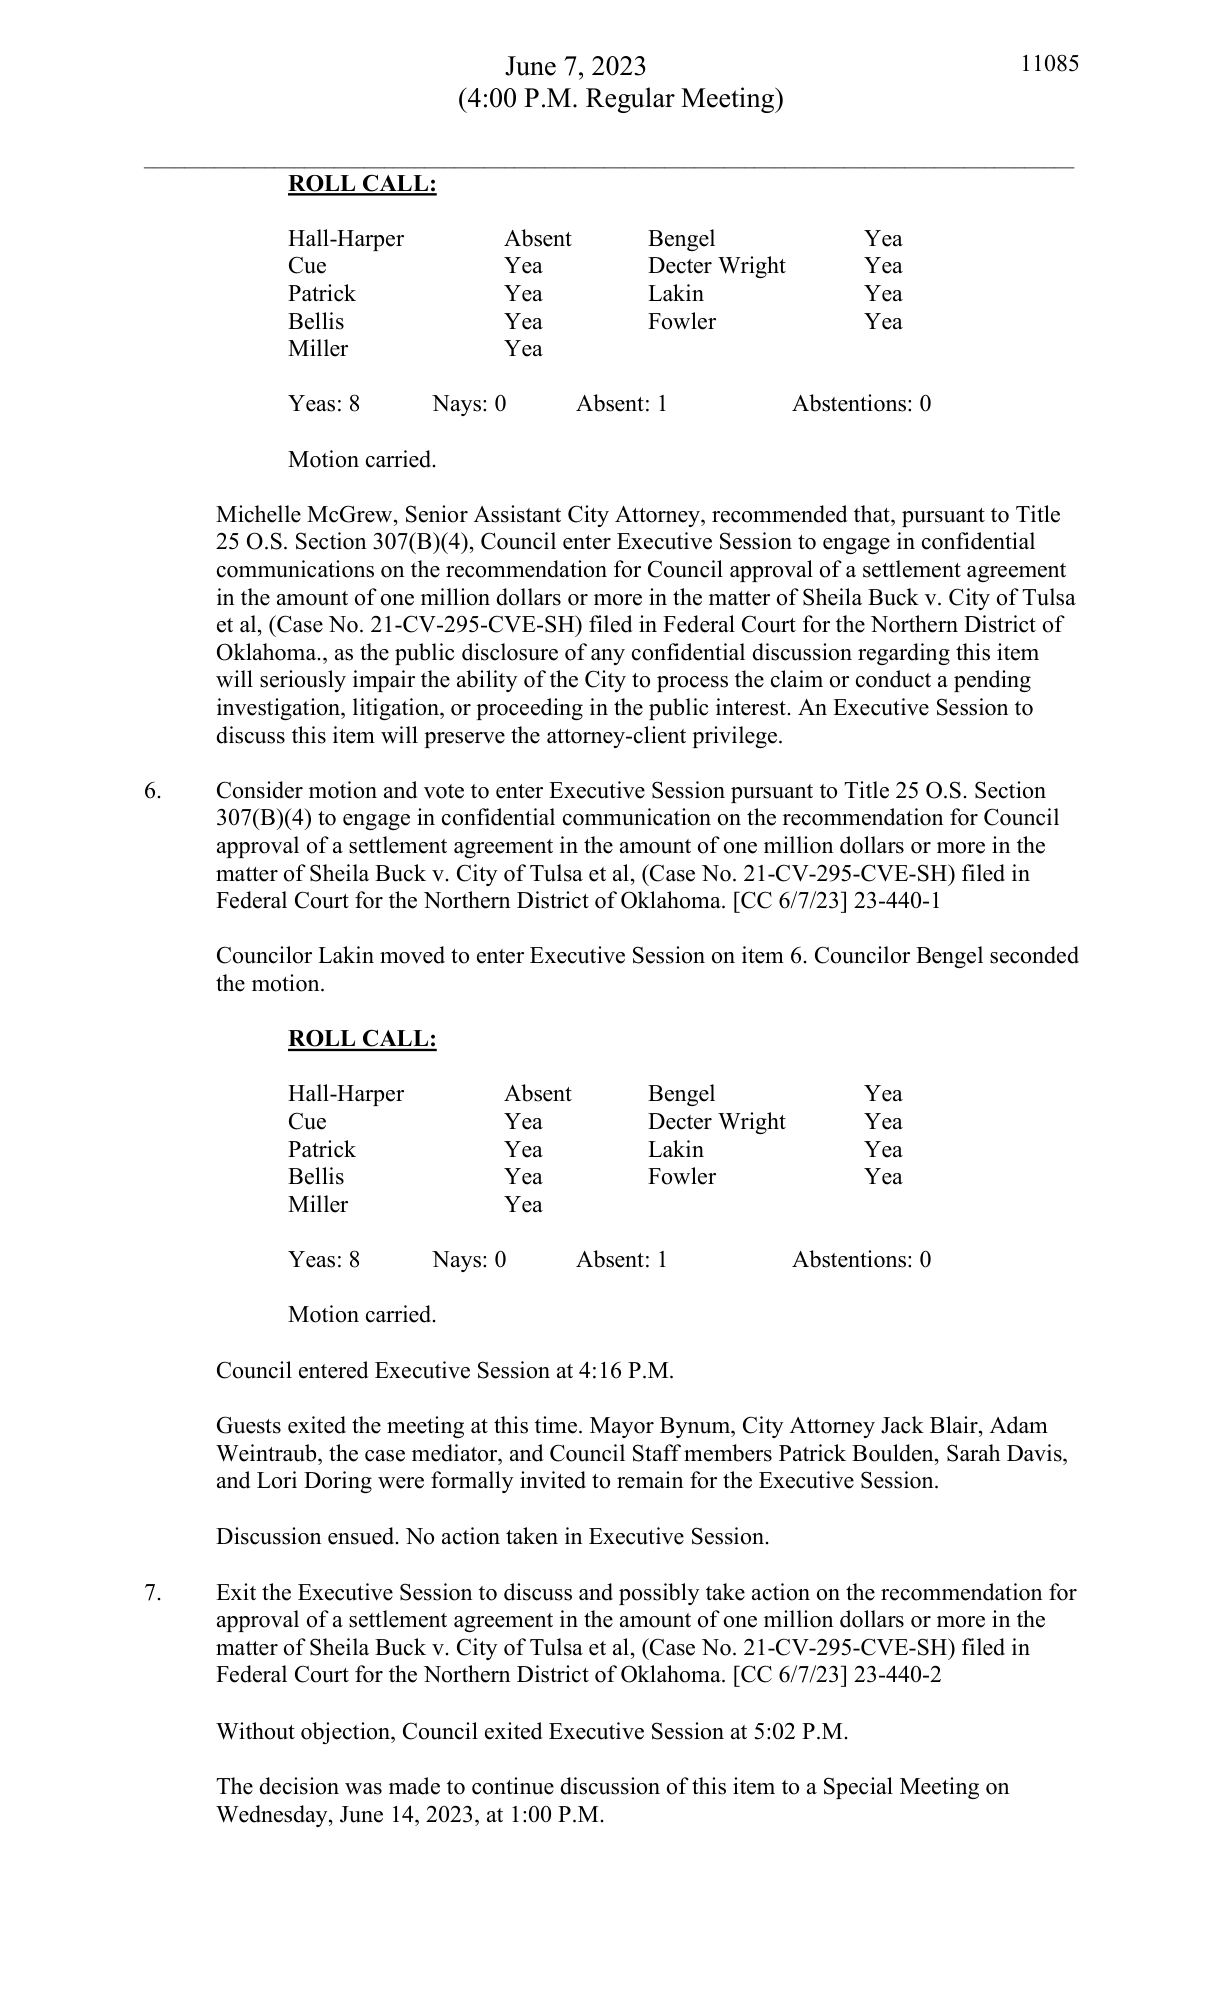 June 7, 2023 11085
(4:00 P.M. Regular Meeting)
ROLL CALL:
Hall-Harper Absent Bengel Yea
Cue Yea Decter Wright Yea
Patrick Yea Lakin Yea
Bellis Yea Fowler Yea
Miller Yea
Yeas: 8 Nays: 0 Absent: 1 Abstentions: 0
Motion carried.
Michelle McGrew, Senior Assistant City Attorney, recommended that, pursuant to Title
25 O.S. Section 307(B)(4), Council enter Executive Session to engage in confidential
communications on the recommendation for Council approval of a settlement agreement
in the amount of one million dollars or more in the matter of Sheila Buck v. City of Tulsa
et al, (Case No. 21-CV-295-CVE-SH) filed in Federal Court for the Northern District of
Oklahoma., as the public disclosure of any confidential discussion regarding this item
will seriously impair the ability of the City to process the claim or conduct a pending
investigation, litigation, or proceeding in the public interest. An Executive Session to
discuss this item will preserve the attorney-client privilege.
6. Consider motion and vote to enter Executive Session pursuant to Title 25 O.S. Section
307(B)(4) to engage in confidential communication on the recommendation for Council
approval of a settlement agreement in the amount of one million dollars or more in the
matter of Sheila Buck v. City of Tulsa et al, (Case No. 21-CV-295-CVE-SH) filed in
Federal Court for the Northern District of Oklahoma. [CC 6/7/23] 23-440-1
Councilor Lakin moved to enter Executive Session on item 6. Councilor Bengel seconded
the motion.
ROLL CALL:
Hall-Harper Absent Bengel Yea
Cue Yea Decter Wright Yea
Patrick Yea Lakin Yea
Bellis Yea Fowler Yea
Miller Yea
Yeas: 8 Nays: 0 Absent: 1 Abstentions: 0
Motion carried.
Council entered Executive Session at 4:16 P.M.
Guests exited the meeting at this time. Mayor Bynum, City Attorney Jack Blair, Adam
Weintraub, the case mediator, and Council Staff members Patrick Boulden, Sarah Davis,
and Lori Doring were formally invited to remain for the Executive Session.
Discussion ensued. No action taken in Executive Session.
7. Exit the Executive Session to discuss and possibly take action on the recommendation for
approval of a settlement agreement in the amount of one million dollars or more in the
matter of Sheila Buck v. City of Tulsa et al, (Case No. 21-CV-295-CVE-SH) filed in
Federal Court for the Northern District of Oklahoma. [CC 6/7/23] 23-440-2
Without objection, Council exited Executive Session at 5:02 P.M.
The decision was made to continue discussion of this item to a Special Meeting on
Wednesday, June 14, 2023, at 1:00 P.M.